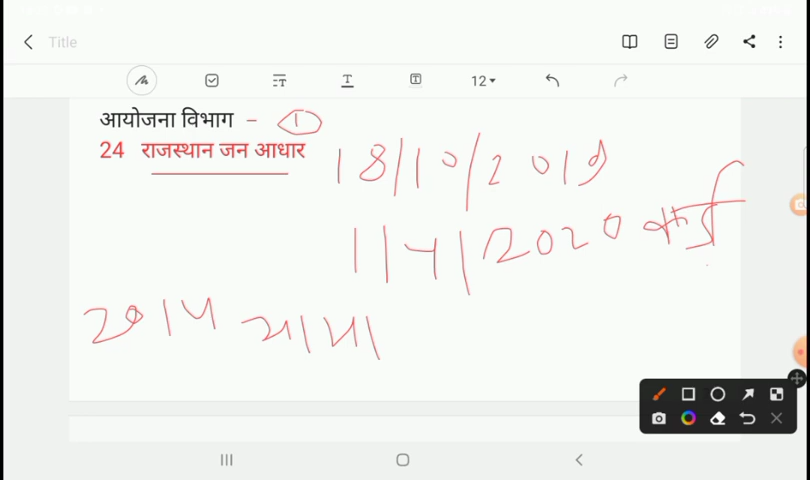 Title
12
आयोजना विभाग - 1
24 राजस्थान जन आधार
18/10/2019
1/4/2020 कार्ड
2014 भामा